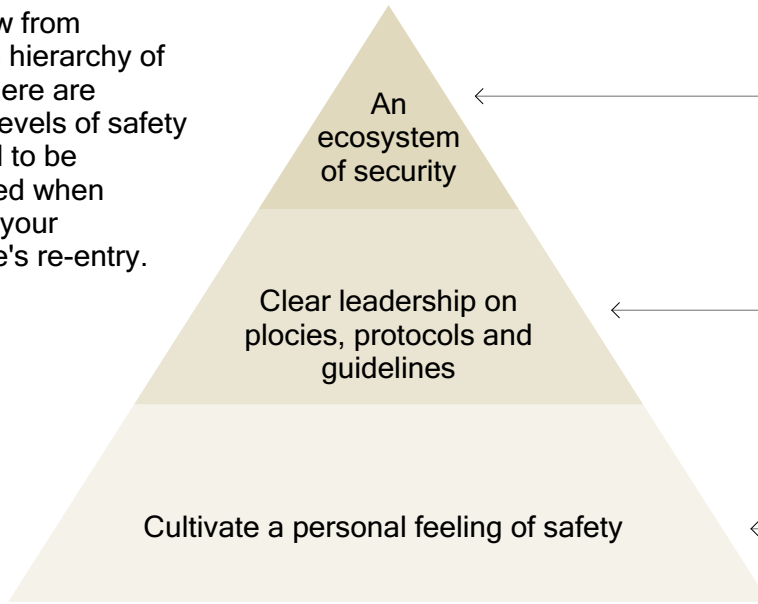 w from
hierarchy of
ere are
evels of safety
to be
ed when
your
e's re-entry.
An
ecosystem
of security
Clear leadership on
plocies, protocols and
guidelines
Cultivate a personal feeling of safety